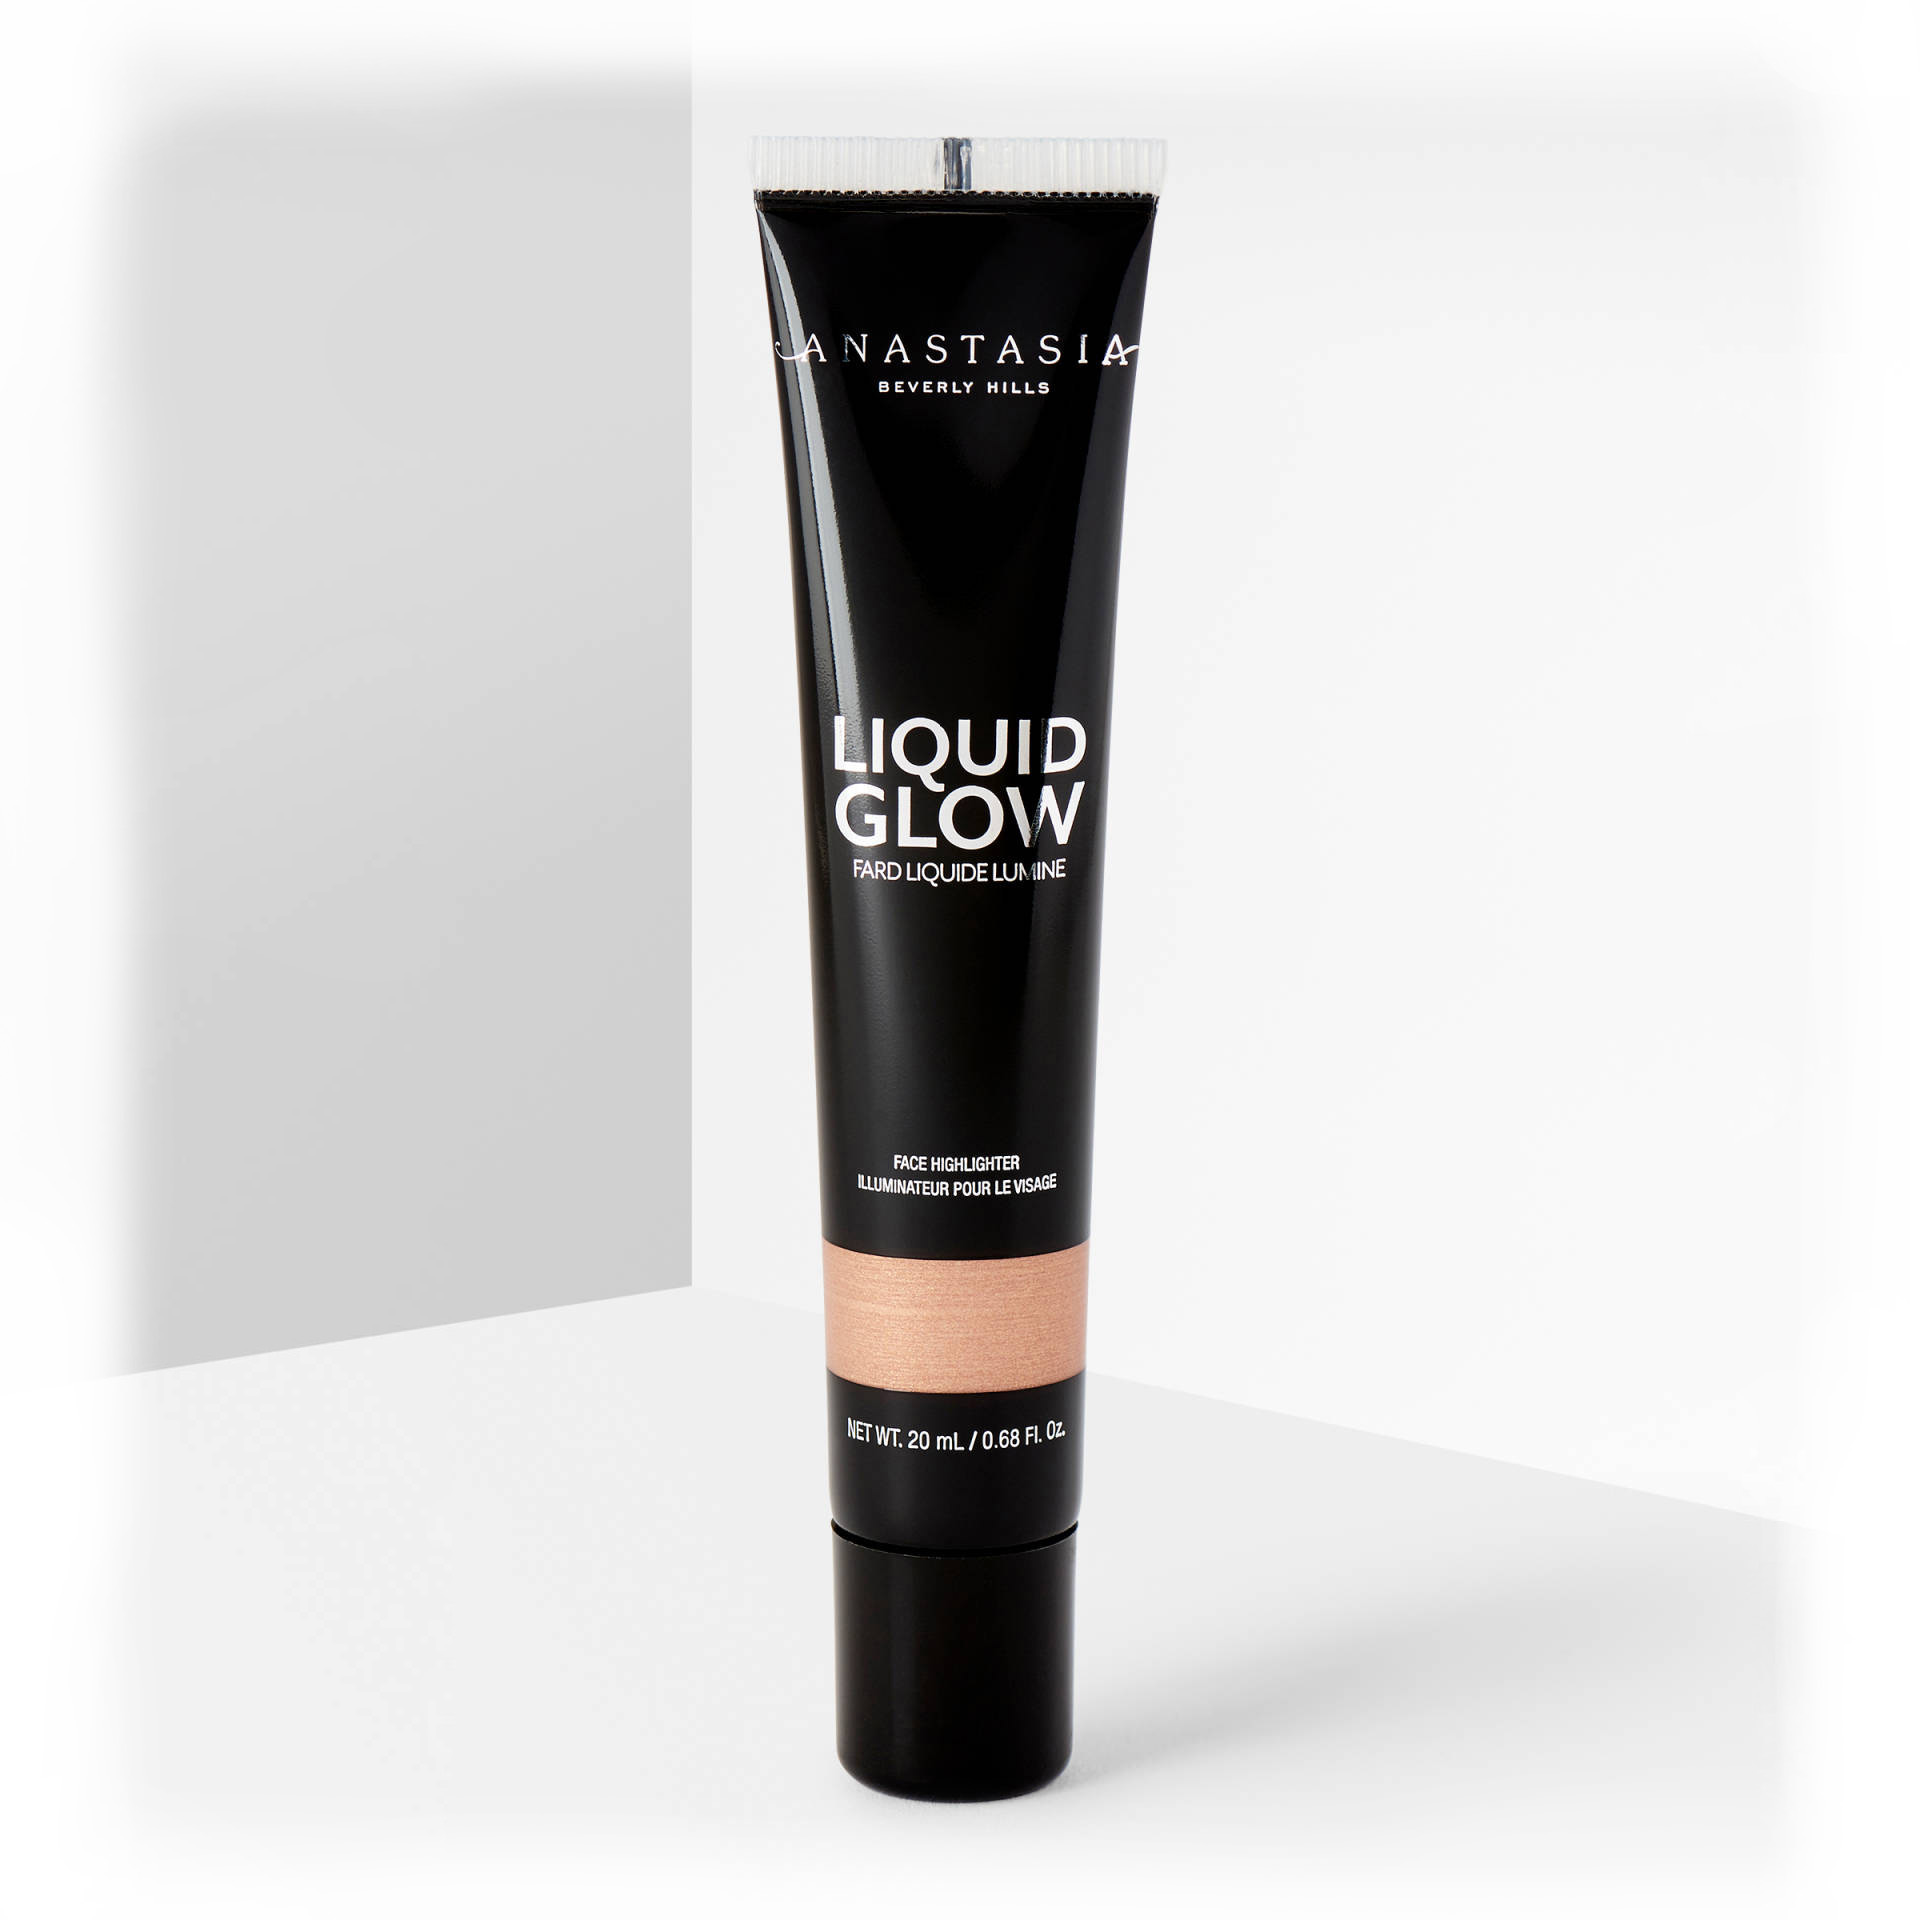 ANASTASIA
BEVERLY HILLS
LIQUID
GLOW
FARD LIQUIDE LUMINE
FACE HIGHLIGHTER
ILLUMINATEUR POUR LE VISAGE
NET WT. 20 mL / 0.68 Fl. Oz.